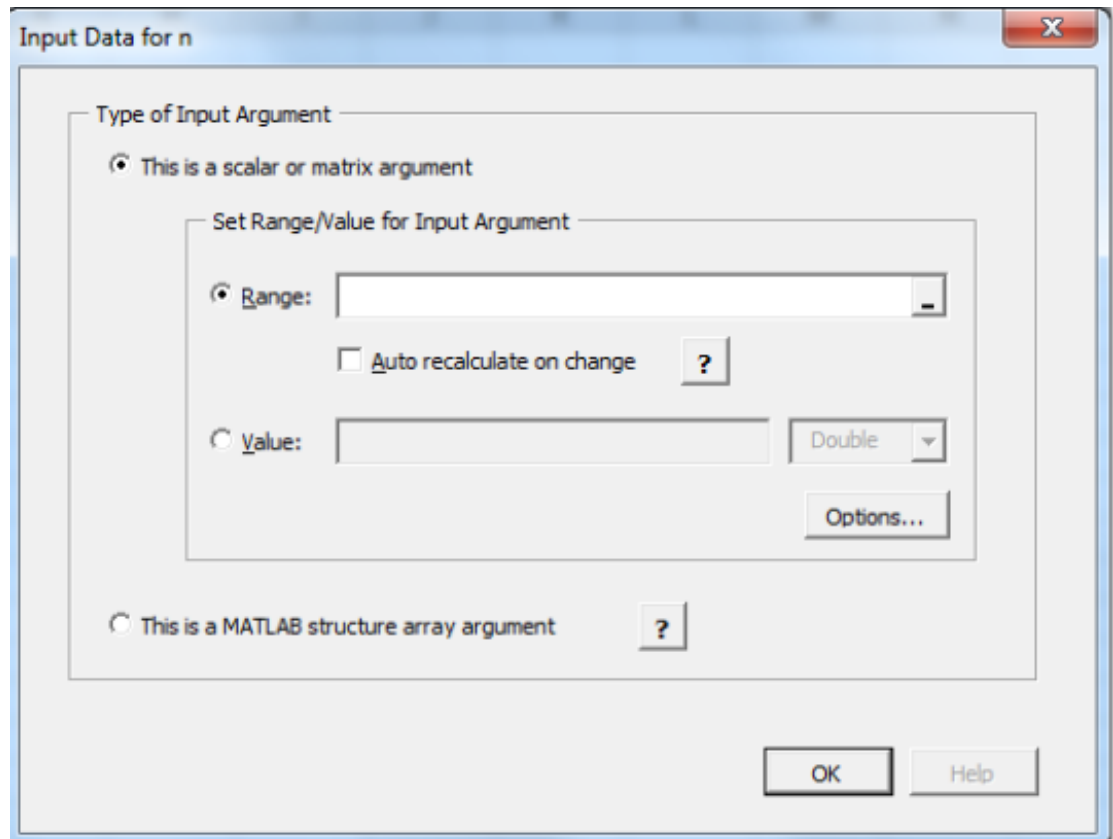 Input Data for n
Type of Input Argument
This is a scalar or matrix argument
Set Range/Value for Input Argument
Range:
Auto recalculate on change ?
Value: Double
Options...
This is a MATLAB structure array argument ?
OK Help